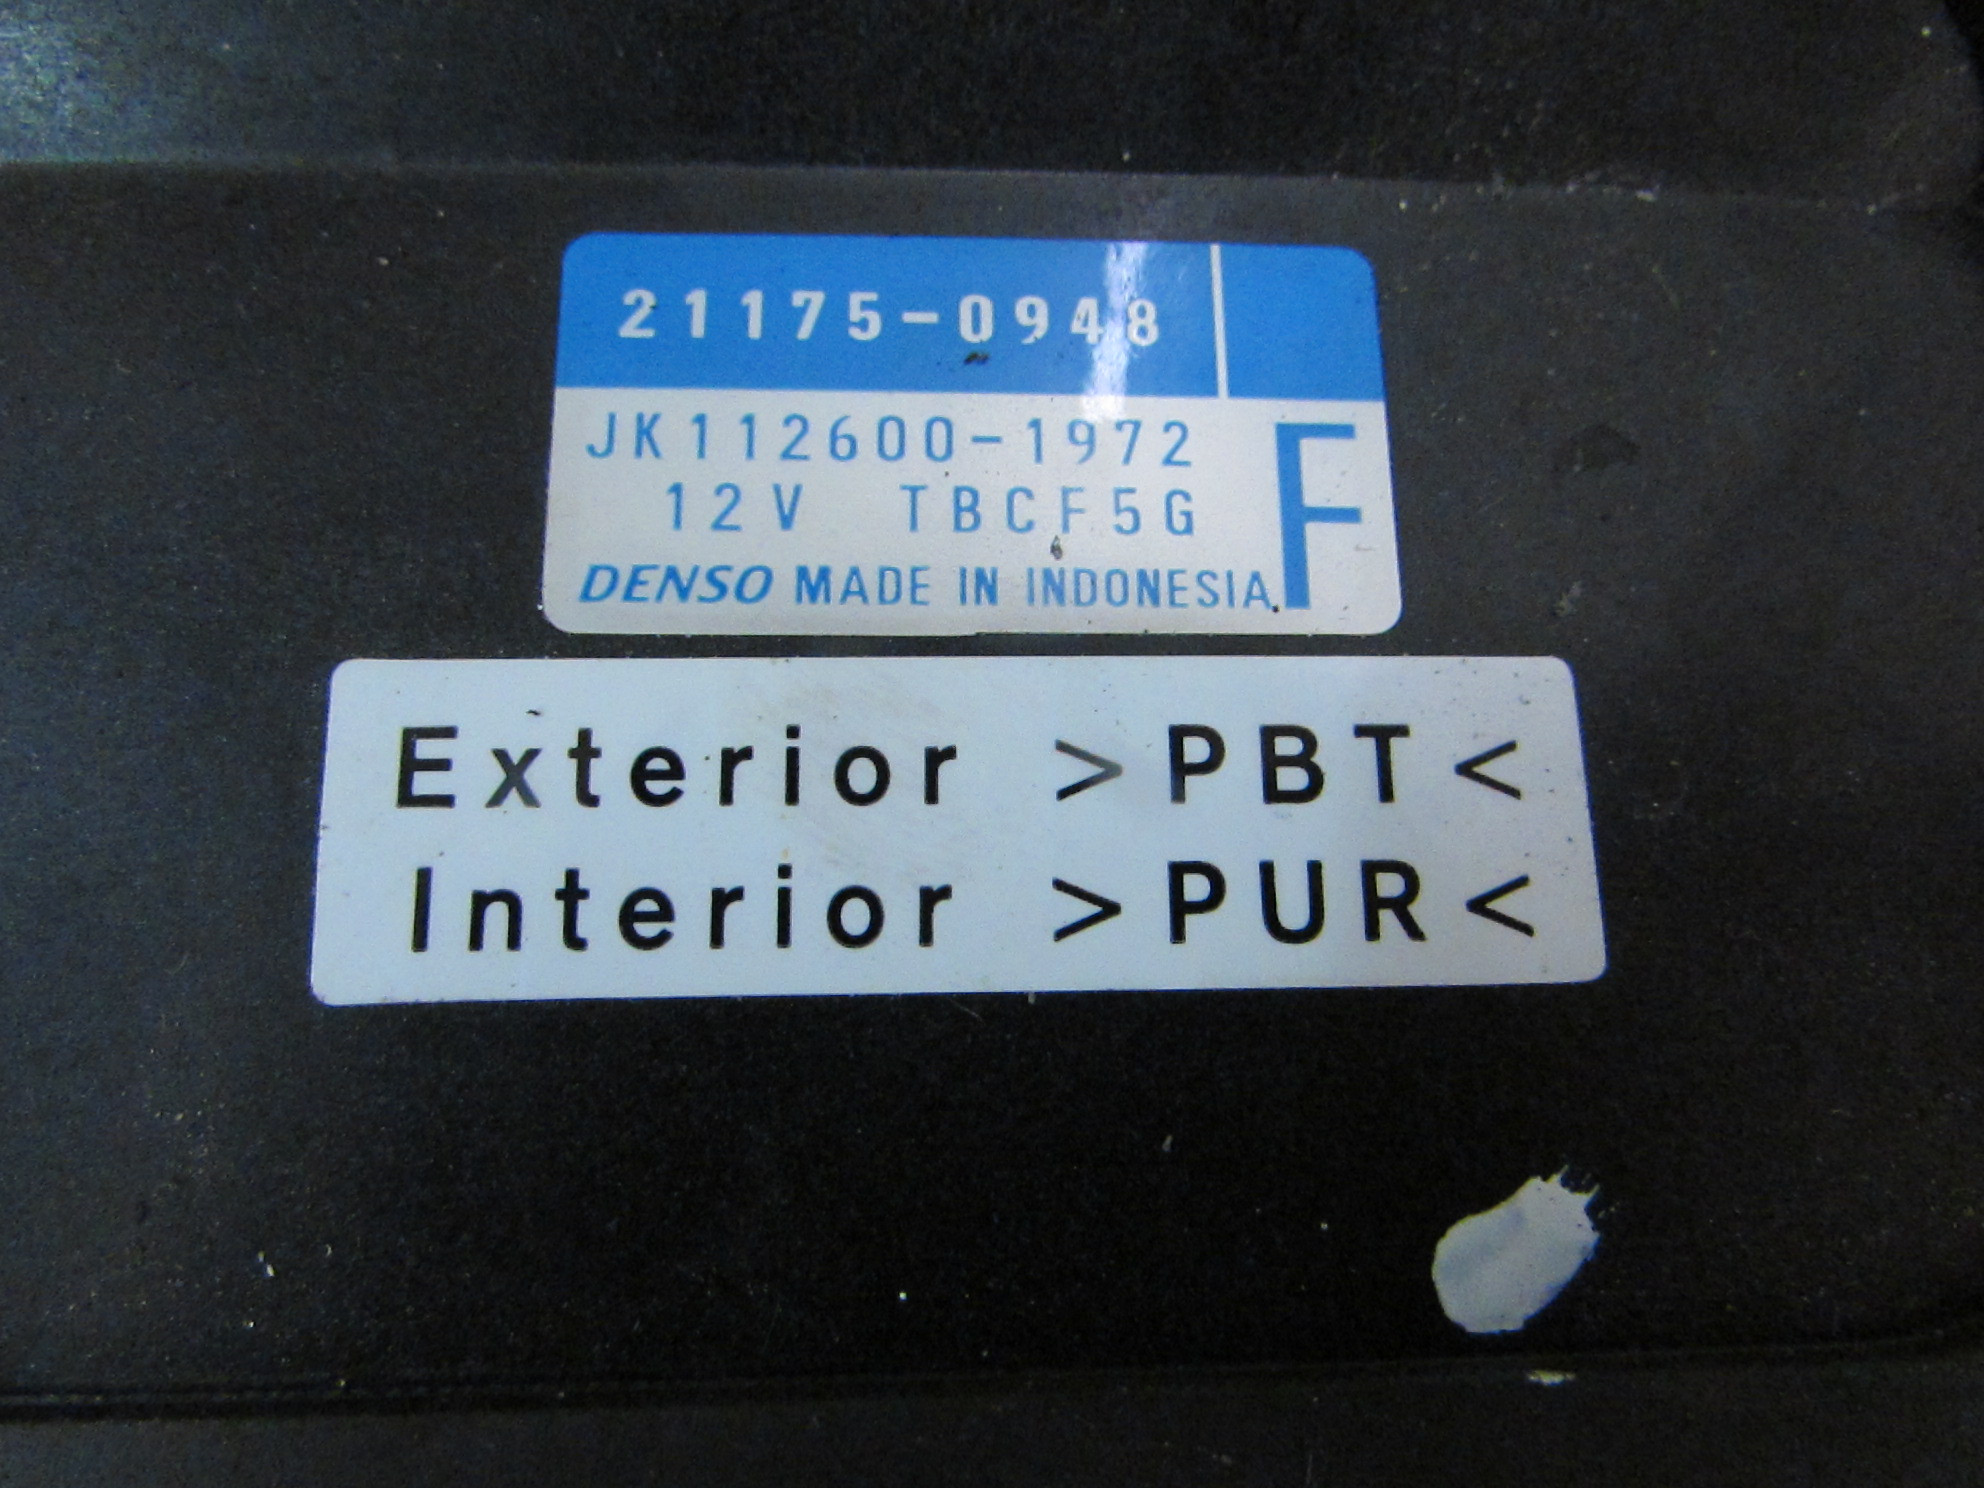 21175-0948
JK112600-1972
12V TBCF5G
F
DENSO MADE IN INDONESIA
Exterior >PBT<
Interior >PUR<